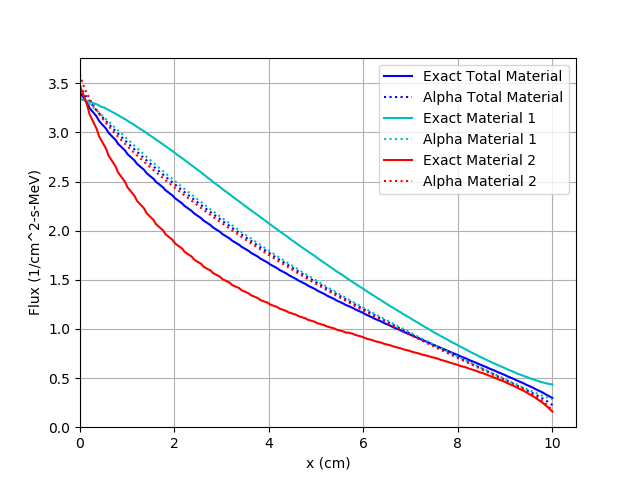 Exact Total Material
Alpha Total Material
Exact Material 1
Alpha Material 1
Exact Material 2
Alpha Material 2
Flux (1/cm^2-s-MeV)
3.5
3.0
2.5
2.0
1.5
1.0
0.5
0.0
0 2 4 6 8 10
x (cm)